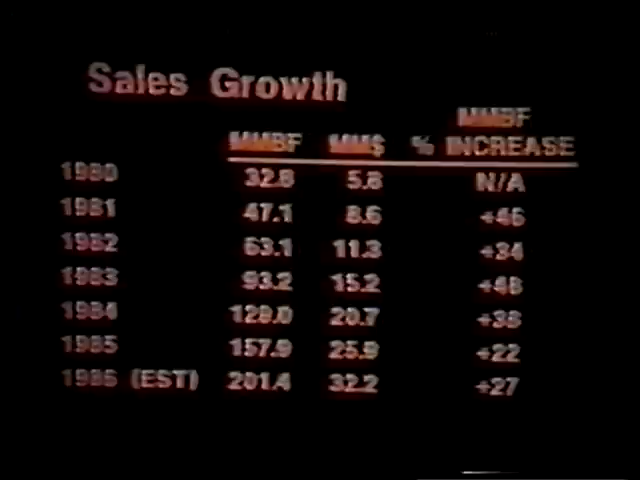 Sales Growth
MMBF
MMBF MM$ % INCREASE
1980 32.8 5.8 N/A
1981 47.1 8.6 +46
1982 63.1 11.3 +34
1983 93.2 15.2 +48
1984 129.0 20.7 +38
1985 157.9 25.9 +22
1986 (EST) 201.4 32.2 +27